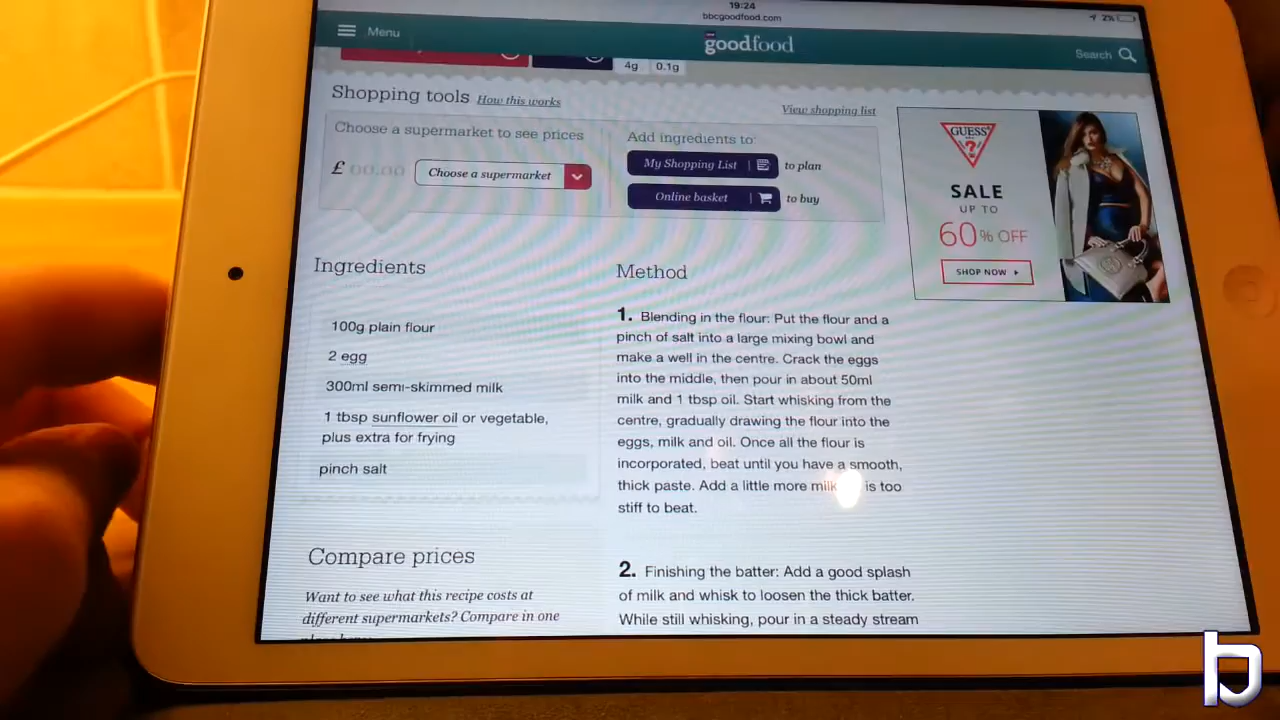 19:24
bbcgoodfood.com
2%
Menu
goodfood
Search
4g
0.1g
Shopping tools How this works
View shopping list
Choose a supermarket to see prices
£ 00.00
Choose a supermarket
Add ingredients to:
My Shopping List to plan
Online basket to buy
GUESS
?
SALE
UP TO
60% OFF
SHOP NOW
Ingredients
100g plain flour
2 egg
300ml semi-skimmed milk
1 tbsp sunflower oil or vegetable,
plus extra for frying
pinch salt
Compare prices
Want to see what this recipe costs at
different supermarkets? Compare in one
Method
1. Blending in the flour: Put the flour and a
pinch of salt into a large mixing bowl and
make a well in the centre. Crack the eggs
into the middle, then pour in about 50ml
milk and 1 tbsp oil. Start whisking from the
centre, gradually drawing the flour into the
eggs, milk and oil. Once all the flour is
incorporated, beat until you have a smooth,
thick paste. Add a little more milk is too
stiff to beat.
2. Finishing the batter: Add a good splash
of milk and whisk to loosen the thick batter.
While still whisking, pour in a steady stream
b